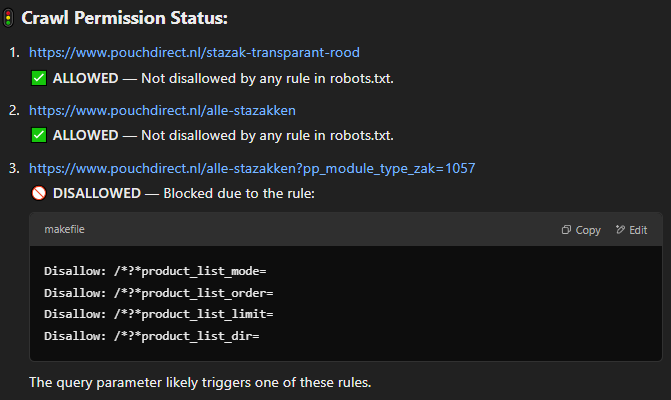 🚦 Crawl Permission Status:
1. https://www.pouchdirect.nl/stazak-transparant-rood
✅ ALLOWED — Not disallowed by any rule in robots.txt.
2. https://www.pouchdirect.nl/alle-stazakken
✅ ALLOWED — Not disallowed by any rule in robots.txt.
3. https://www.pouchdirect.nl/alle-stazakken?pp_module_type_zak=1057
🚫 DISALLOWED — Blocked due to the rule:
makefile Copy Edit
Disallow: /*?*product_list_mode=
Disallow: /*?*product_list_order=
Disallow: /*?*product_list_limit=
Disallow: /*?*product_list_dir=
The query parameter likely triggers one of these rules.